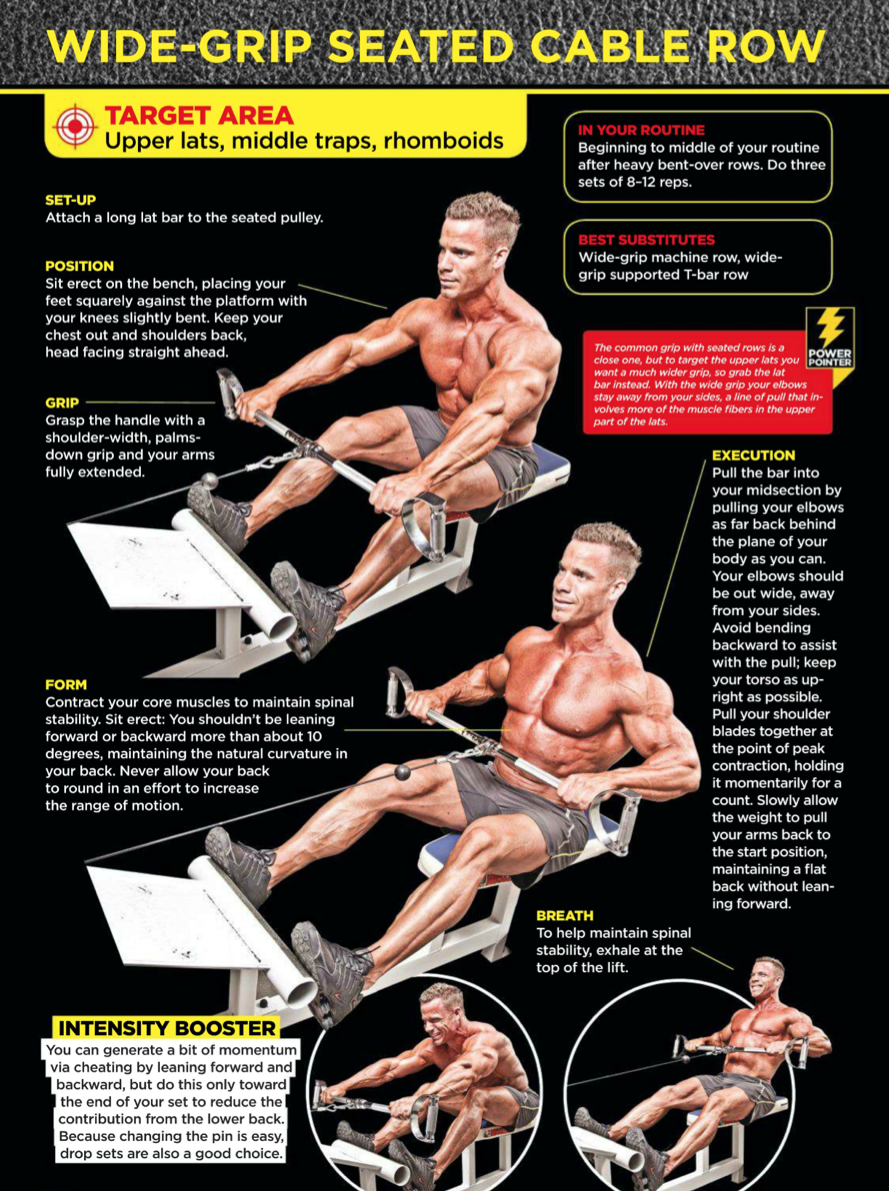 WIDE-GRIP SEATED CABLE ROW
TARGET AREA
Upper lats, middle traps, rhomboids
IN YOUR ROUTINE
Beginning to middle of your routine
after heavy bent-over rows. Do three
sets of 8–12 reps.
SET-UP
Attach a long lat bar to the seated pulley.
BEST SUBSTITUTES
Wide-grip machine row, wide-
grip supported T-bar row
POSITION
Sit erect on the bench, placing your
feet squarely against the platform with
your knees slightly bent. Keep your
chest out and shoulders back,
head facing straight ahead.
POWER
POINTER
The common grip with seated rows is a
close one, but to target the upper lats you
want a much wider grip, so grab the lat
bar instead. With the wide grip your elbows
stay away from your sides, a line of pull that in-
volves more of the muscle fibers in the upper
part of the lats.
GRIP
Grasp the handle with a
shoulder-width, palms-
down grip and your arms
fully extended.
EXECUTION
Pull the bar into
your midsection by
pulling your elbows
as far back behind
the plane of your
body as you can.
Your elbows should
be out wide, away
from your sides.
Avoid bending
backward to assist
with the pull; keep
your torso as up-
right as possible.
Pull your shoulder
blades together at
the point of peak
contraction, holding
it momentarily for a
count. Slowly allow
the weight to pull
your arms back to
the start position,
maintaining a flat
back without lean-
ing forward.
FORM
Contract your core muscles to maintain spinal
stability. Sit erect: You shouldn't be leaning
forward or backward more than about 10
degrees, maintaining the natural curvature in
your back. Never allow your back
to round in an effort to increase
the range of motion.
BREATH
To help maintain spinal
stability, exhale at the
top of the lift.
INTENSITY BOOSTER
You can generate a bit of momentum
via cheating by leaning forward and
backward, but do this only toward
the end of your set to reduce the
contribution from the lower back.
Because changing the pin is easy,
drop sets are also a good choice.